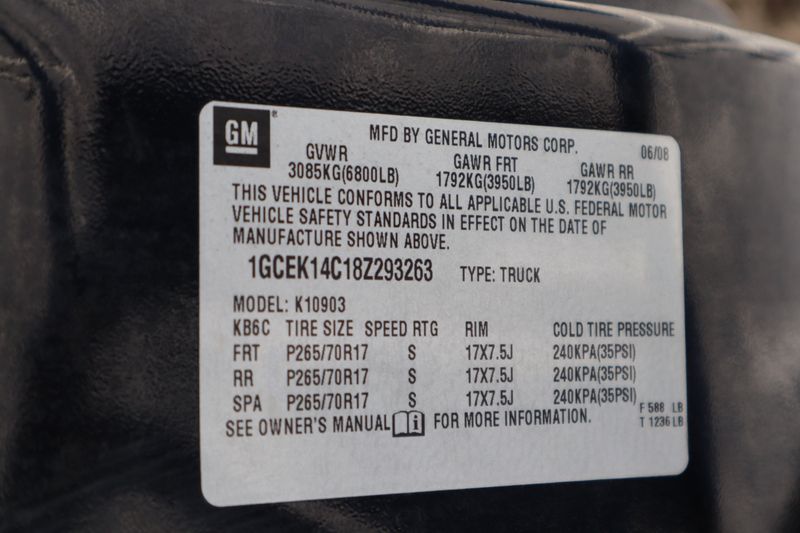 GM
MFD BY GENERAL MOTORS CORP. 06/08
GVWR GAWR FRT GAWR RR
3085KG(6800LB) 1792KG(3950LB) 1792KG(3950LB)
THIS VEHICLE CONFORMS TO ALL APPLICABLE U.S. FEDERAL MOTOR
VEHICLE SAFETY STANDARDS IN EFFECT ON THE DATE OF
MANUFACTURE SHOWN ABOVE.
1GCEK14C18Z293263 TYPE: TRUCK
MODEL: K10903
KB6C TIRE SIZE SPEED RTG RIM COLD TIRE PRESSURE
FRT P265/70R17 S 17X7.5J 240KPA(35PSI)
RR P265/70R17 S 17X7.5J 240KPA(35PSI)
SPA P265/70R17 S 17X7.5J 240KPA(35PSI)
F 588 LB
T 1236 LB
SEE OWNER'S MANUAL i FOR MORE INFORMATION.